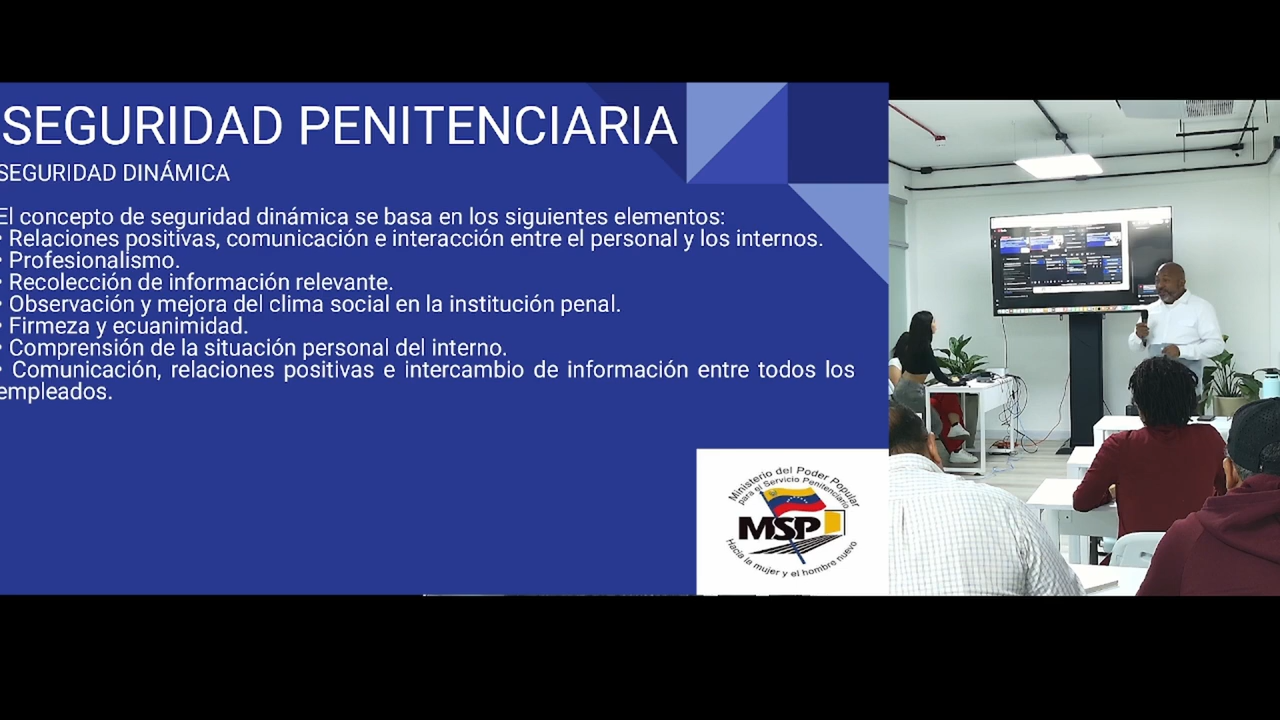 SEGURIDAD PENITENCIARIA
SEGURIDAD DINÁMICA
El concepto de seguridad dinámica se basa en los siguientes elementos:
• Relaciones positivas, comunicación e interacción entre el personal y los internos.
• Profesionalismo.
• Recolección de información relevante.
• Observación y mejora del clima social en la institución penal.
• Firmeza y ecuanimidad.
• Comprensión de la situación personal del interno.
• Comunicación, relaciones positivas e intercambio de información entre todos los
empleados.
Ministerio del Poder Popular
para el Servicio Penitenciario
MSP
Hacia la mujer y el hombre nuevo